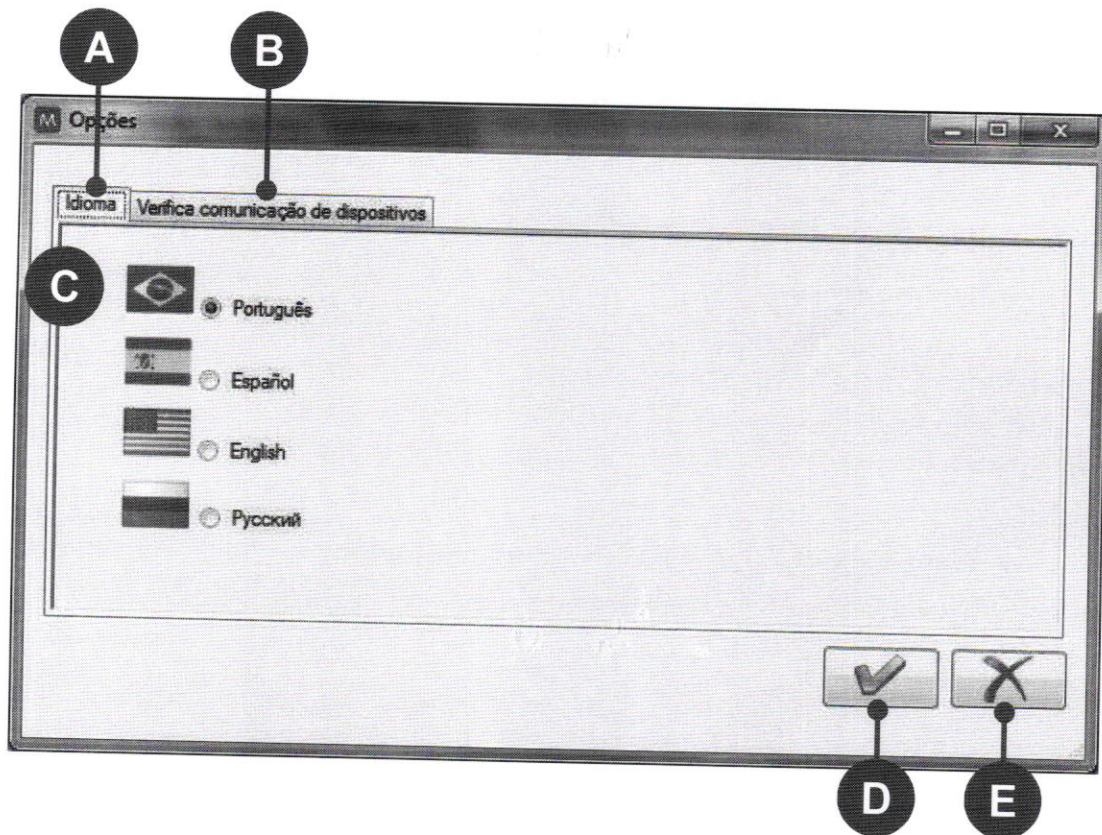 A B
M Opções
Idioma Verifica comunicação de dispositivos
C
Português
Español
English
Русский
D E